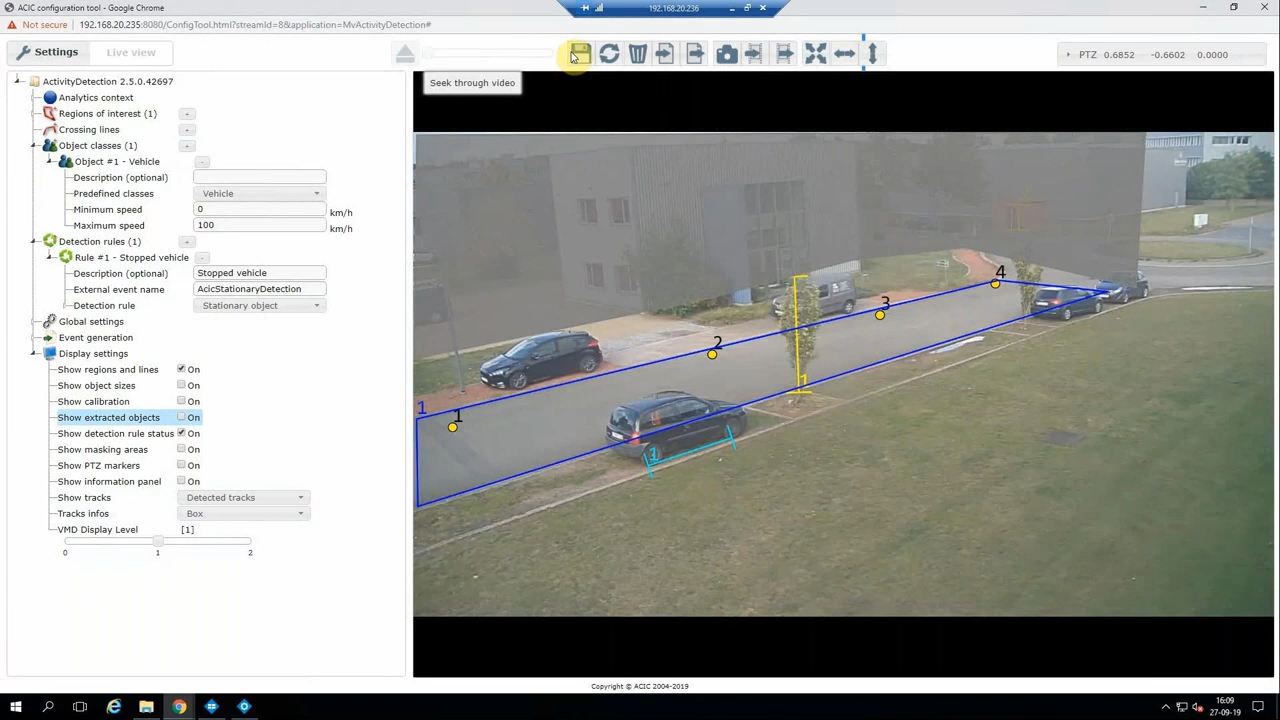 ACIC configuration tool - Google Chrome
192.168.20.236
Not secure
192.168.20.235:8080/ConfigTool.html?streamId=8&application=MvActivityDetection#
Settings
Live view
PTZ 0.6852 -0.6602 0.0000
Seek through video
ActivityDetection 2.5.0.42697
Analytics context
Regions of interest (1)
Crossing lines
Object classes (1)
Object #1 - Vehicle
Description (optional)
Predefined classes Vehicle
Minimum speed 0 km/h
Maximum speed 100 km/h
Detection rules (1)
Rule #1 - Stopped vehicle
Description (optional) Stopped vehicle
External event name AcicStationaryDetection
Detection rule Stationary object
Global settings
Event generation
Display settings
Show regions and lines On
Show object sizes On
Show calibration On
Show extracted objects On
Show detection rule status On
Show masking areas On
Show PTZ markers On
Show information panel On
Show tracks Detected tracks
Tracks infos Box
VMD Display Level [1]
0 1 2
4
3
2
1
1
1
1
Copyright © ACIC 2004-2019
16:09
27-09-19